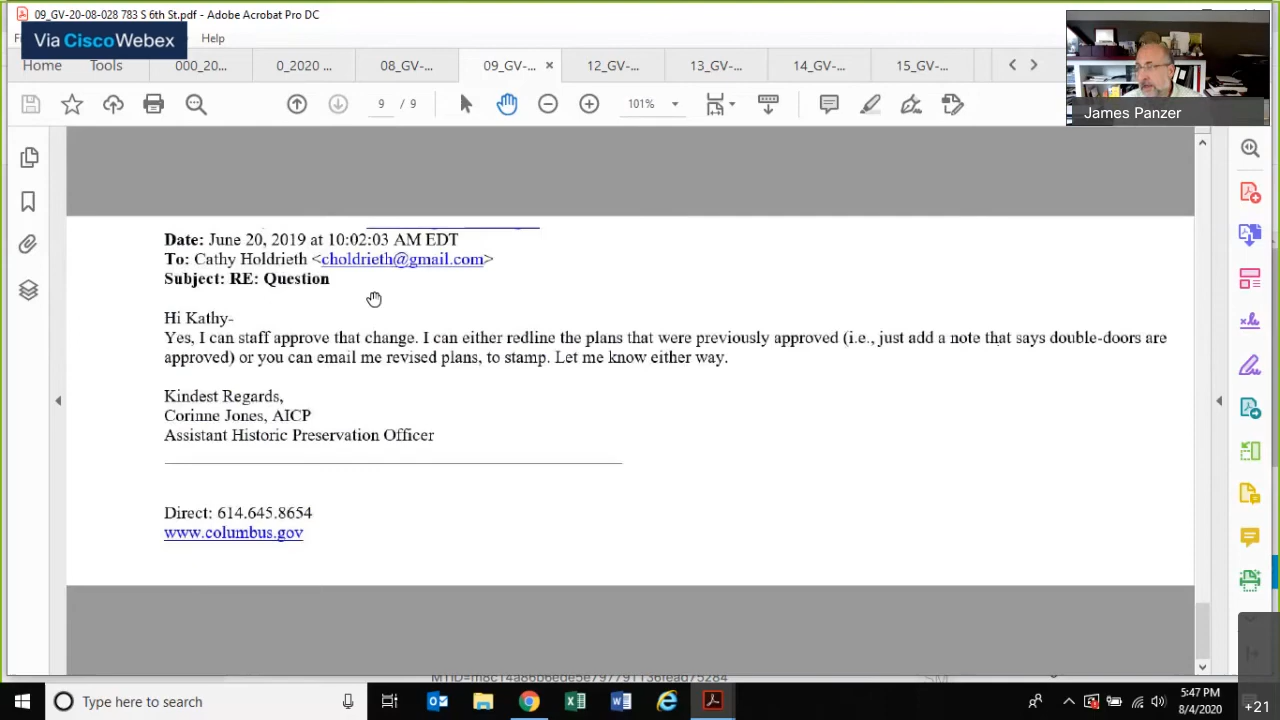 09_GV-20-08-028 783 S 6th St.pdf - Adobe Acrobat Pro DC
Via CiscoWebex
Help
Home Tools 000_20... 0_2020 ... 08_GV-... 09_GV-... × 12_GV-... 13_GV-... 14_GV-... 15_GV-...
9 / 9 101%
James Panzer
Date: June 20, 2019 at 10:02:03 AM EDT
To: Cathy Holdrieth <choldrieth@gmail.com>
Subject: RE: Question
Hi Kathy-
Yes, I can staff approve that change. I can either redline the plans that were previously approved (i.e., just add a note that says double-doors are
approved) or you can email me revised plans, to stamp. Let me know either way.
Kindest Regards,
Corinne Jones, AICP
Assistant Historic Preservation Officer
Direct: 614.645.8654
www.columbus.gov
Type here to search
5:47 PM
8/4/2020
+21